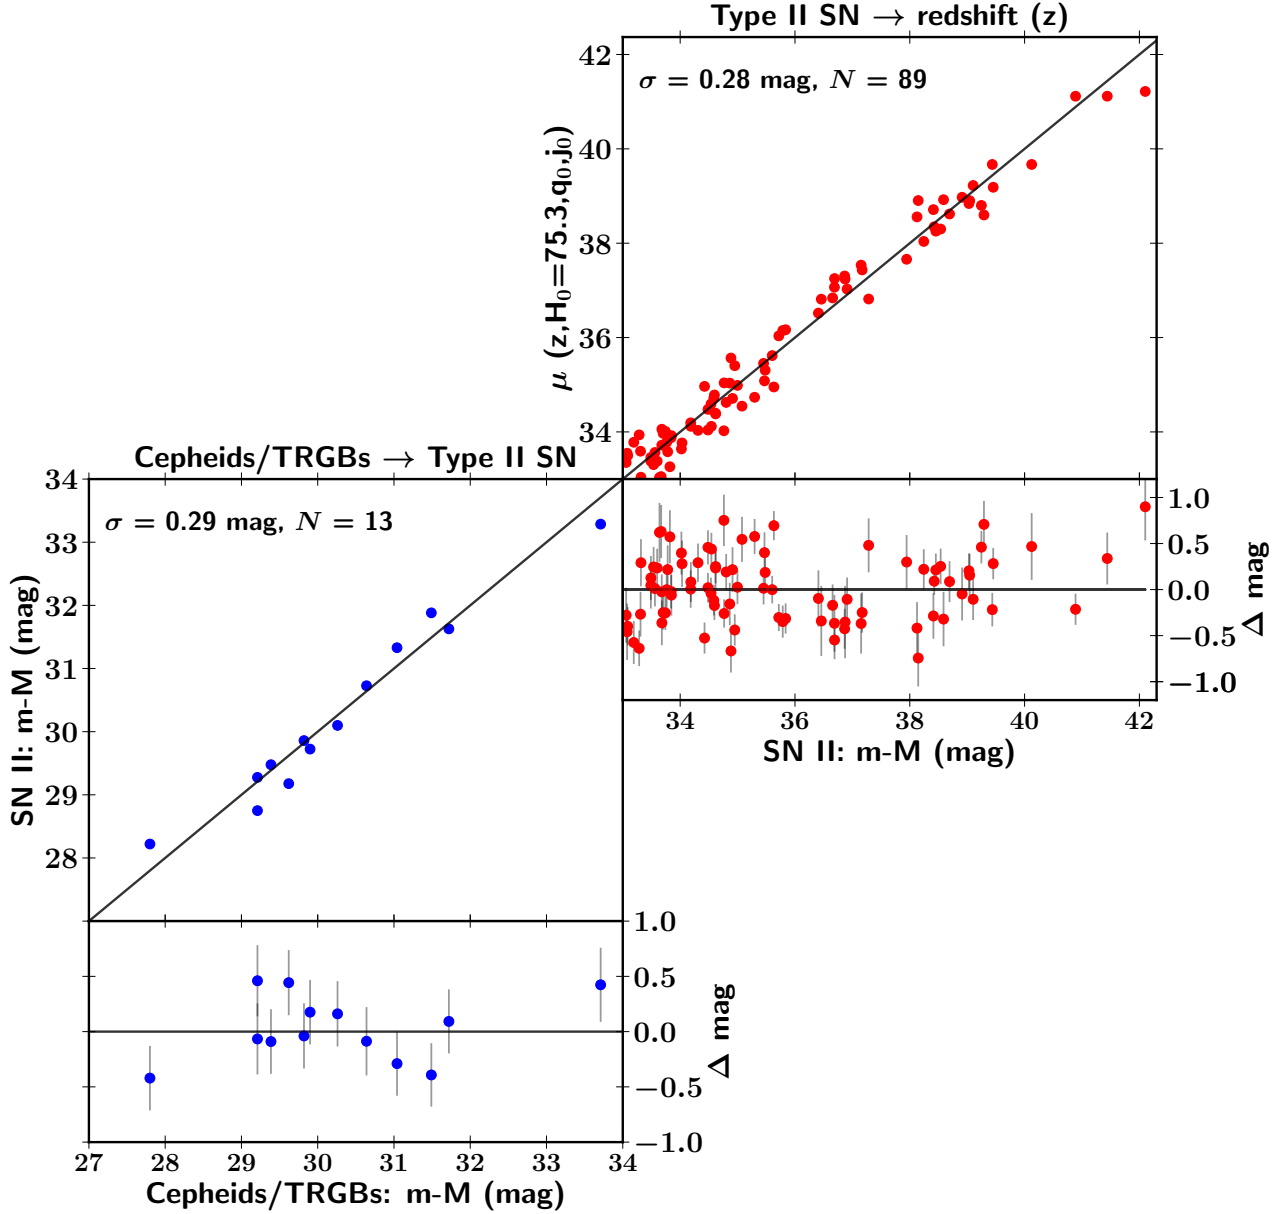 Type II SN → redshift (z)
σ = 0.28 mag, N = 89
42
40
38
36
34
μ (z,H₀=75.3,q₀,j₀)
1.0
0.5
0.0
−0.5
−1.0
Δ mag
34 36 38 40 42
SN II: m-M (mag)
Cepheids/TRGBs → Type II SN
σ = 0.29 mag, N = 13
34
33
32
31
30
29
28
SN II: m-M (mag)
1.0
0.5
0.0
−0.5
−1.0
Δ mag
27 28 29 30 31 32 33 34
Cepheids/TRGBs: m-M (mag)